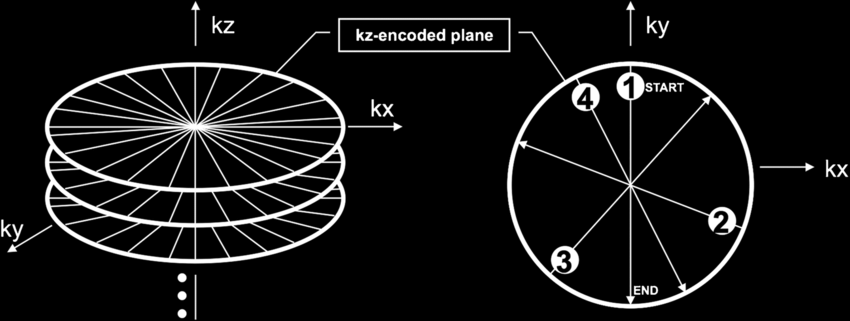 kz
kz-encoded plane
ky
kx
1
START
4
kx
2
ky
3
END